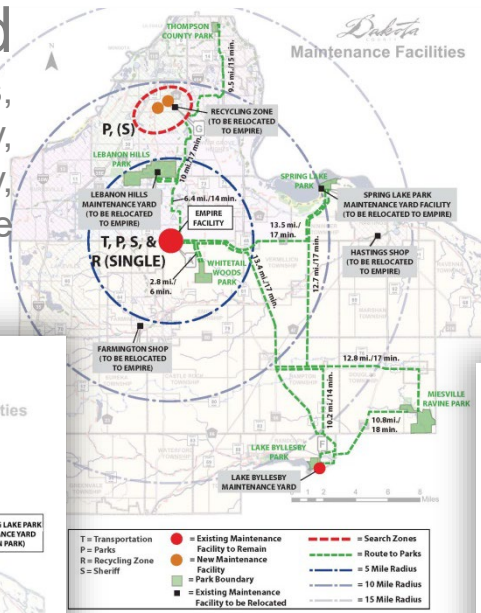 d
s,
y,
y,
e
Dakota
COUNTY
Maintenance Facilities
THOMPSON
COUNTY PARK
9.5 mi./15 min.
RECYCLING ZONE
(TO BE RELOCATED
TO EMPIRE)
P, (S)
G
LEBANON HILLS
PARK
10 mi./17 min.
LEBANON HILLS
MAINTENANCE YARD
(TO BE RELOCATED
TO EMPIRE)
6.4 mi./14 min.
SPRING LAKE
PARK
SPRING LAKE PARK
MAINTENANCE YARD FACILITY
(TO BE RELOCATED
TO EMPIRE)
EMPIRE
FACILITY
T, P, S, &
R (SINGLE)
13.5 mi./
17 min.
HASTINGS SHOP
(TO BE RELOCATED
TO EMPIRE)
WHITETAIL
WOODS
PARK
2.8 mi./
6 min.
13.4 mi./17 min.
12.7 mi./17 min.
FARMINGTON SHOP
(TO BE RELOCATED
TO EMPIRE)
12.8 mi./17 min.
10.2 mi./14 min.
MIESVILLE
RAVINE PARK
10.8mi./
18 min.
F
LAKE BYLLESBY
PARK
LAKE BYLLESBY
MAINTENANCE YARD
Miles
ties
G LAKE PARK
NANCE YARD
N PARK)
T = Transportation
P = Parks
R = Recycling Zone
S = Sheriff
= Existing Maintenance
Facility to Remain
= New Maintenance
Facility
= Park Boundary
= Existing Maintenance
Facility to be Relocated
= Search Zones
= Route to Parks
= 5 Mile Radius
= 10 Mile Radius
= 15 Mile Radius